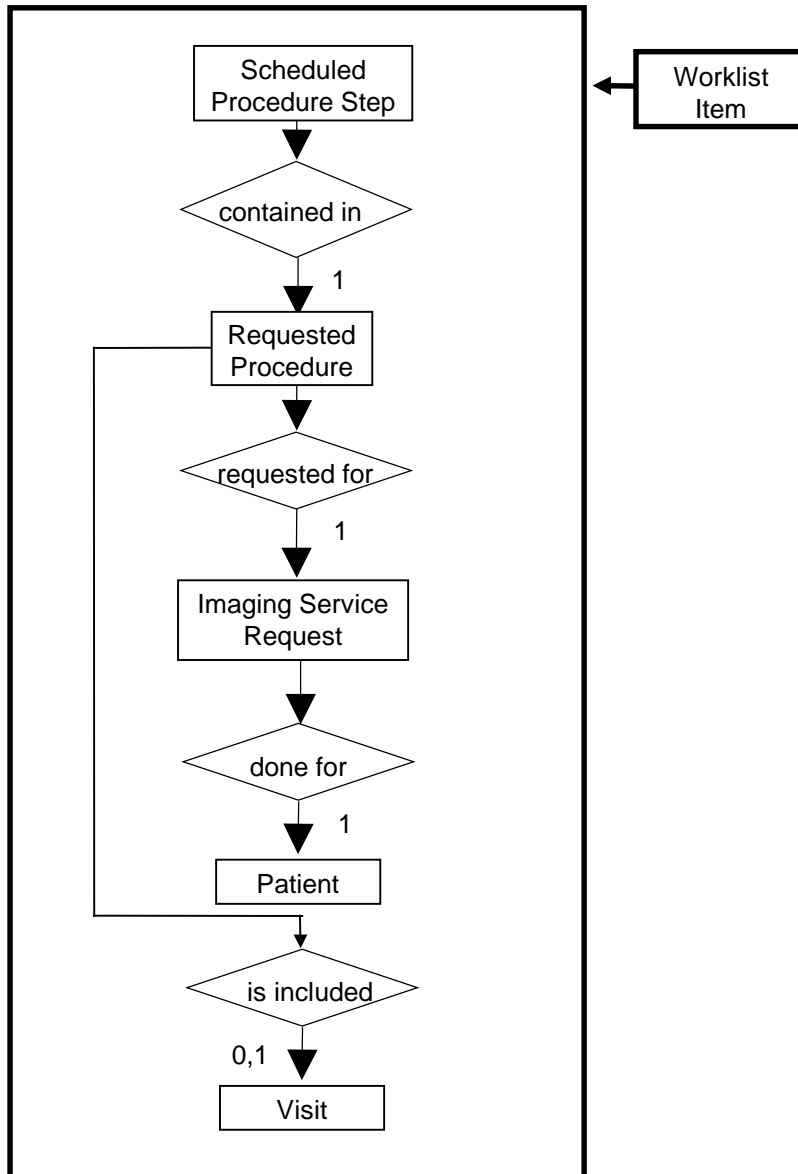 Scheduled
Procedure Step
Worklist
Item
contained in
1
Requested
Procedure
requested for
1
Imaging Service
Request
done for
1
Patient
is included
0,1
Visit